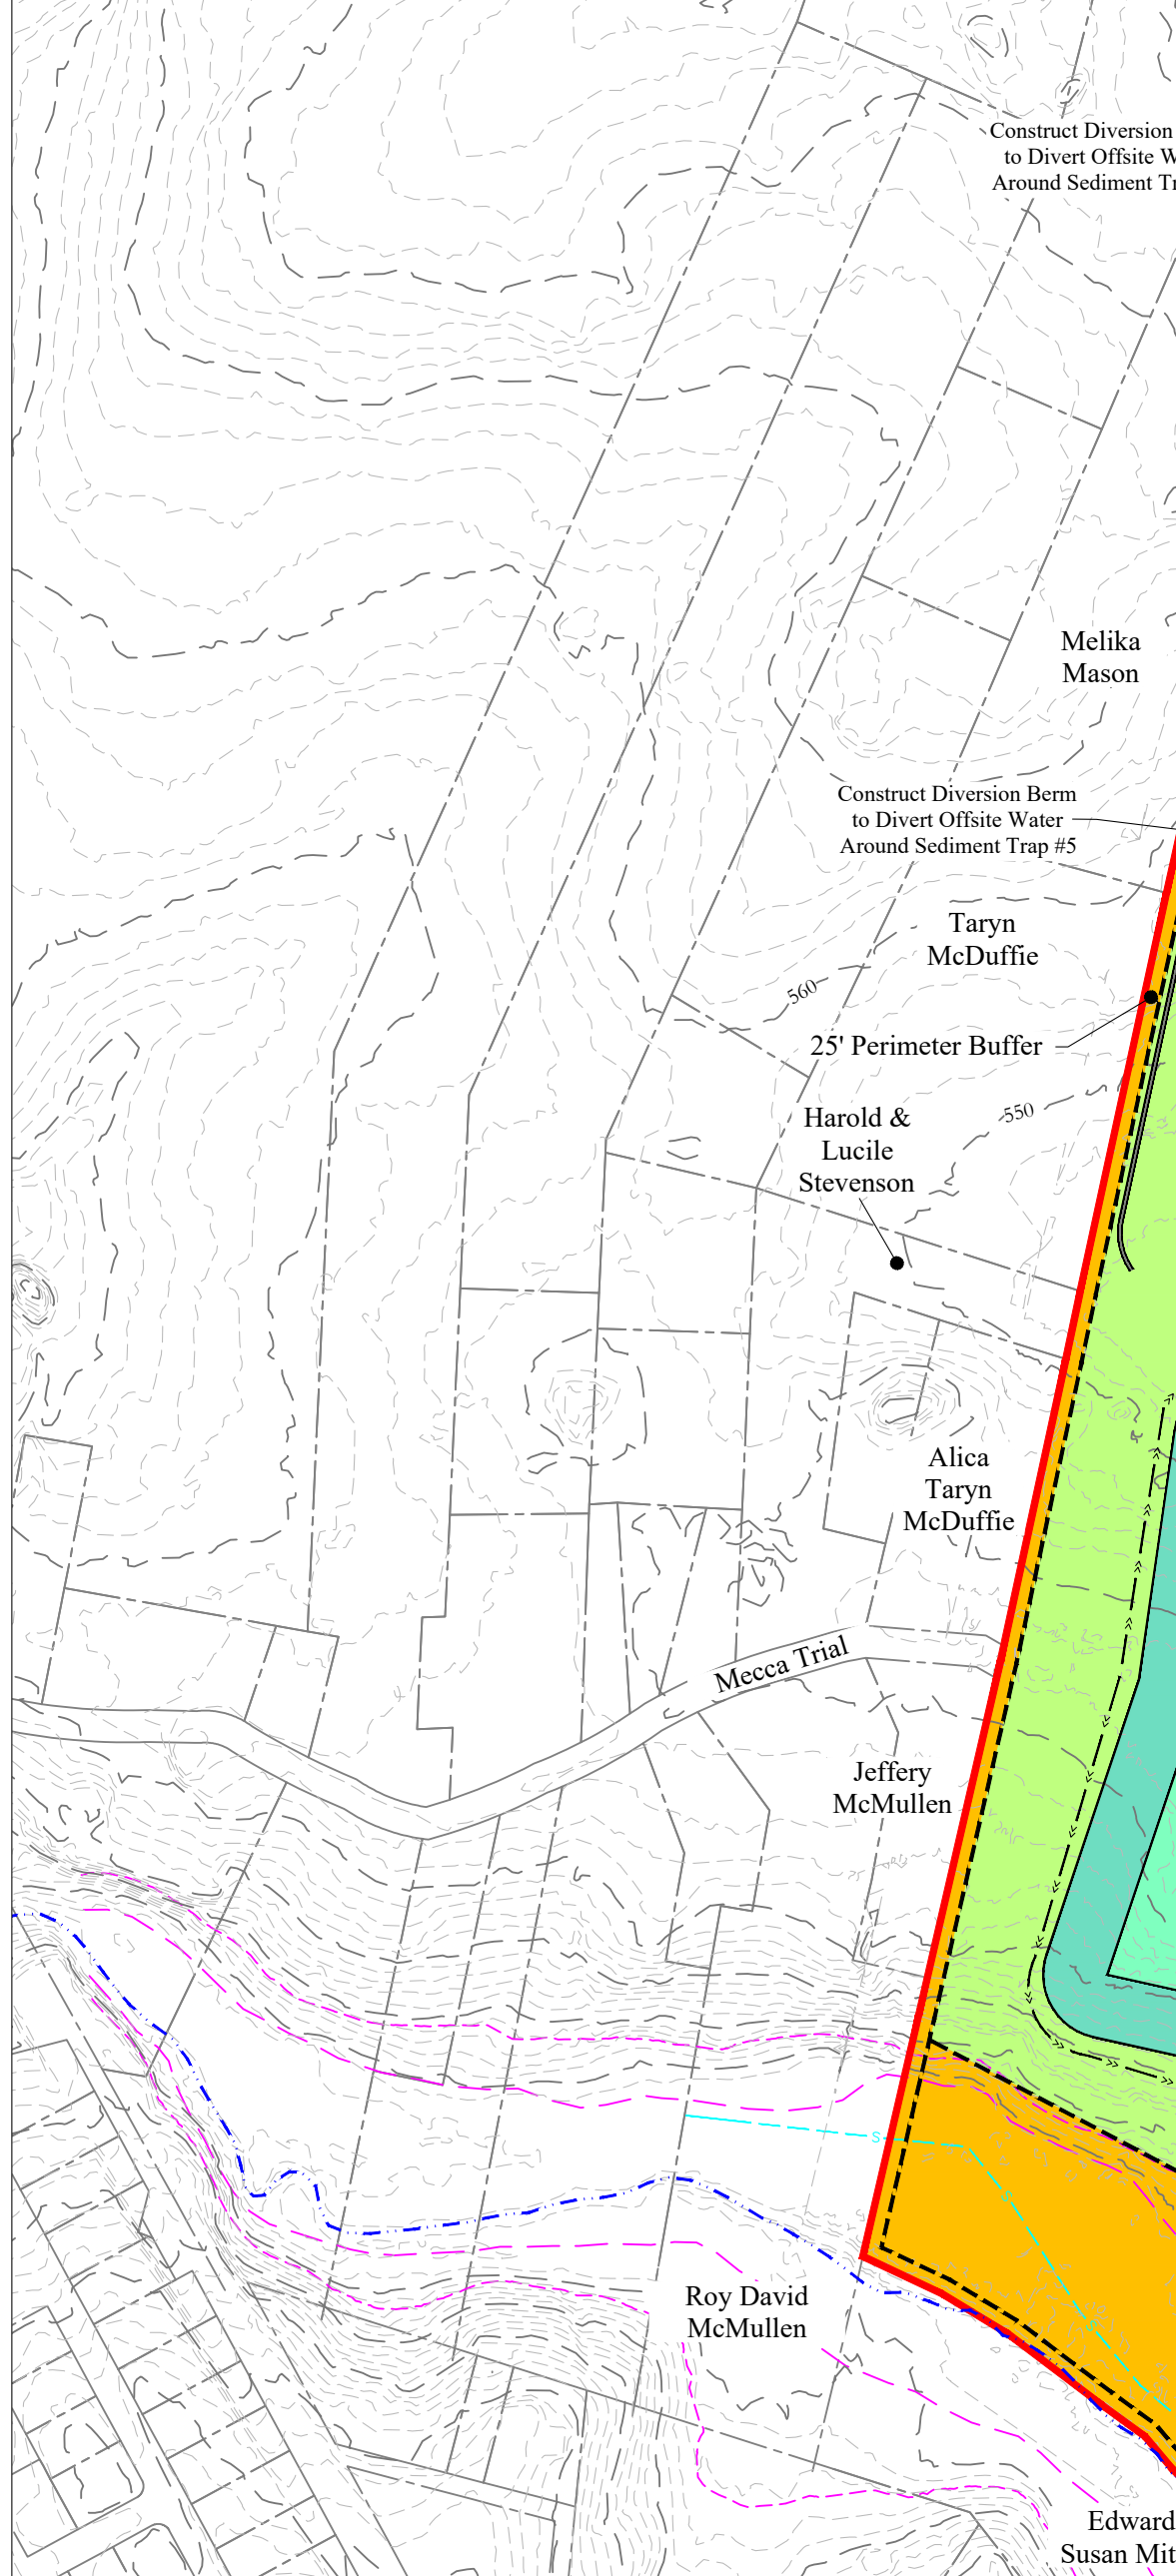 Construct Diversion
to Divert Offsite
Around Sediment
Melika
Mason
Construct Diversion Berm
to Divert Offsite Water
Around Sediment Trap #5
Taryn
McDuffie
560
25' Perimeter Buffer
550
Harold &
Lucile
Stevenson
Alica
Taryn
McDuffie
Mecca Trial
Jeffery
McMullen
S
S
S
Roy David
McMullen
Edward
Susan